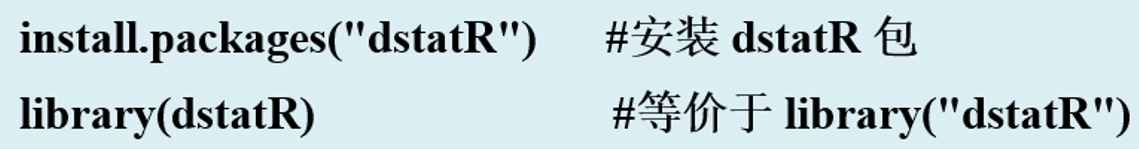 install.packages("dstatR") #安装 dstatR 包
library(dstatR) #等价于 library("dstatR")